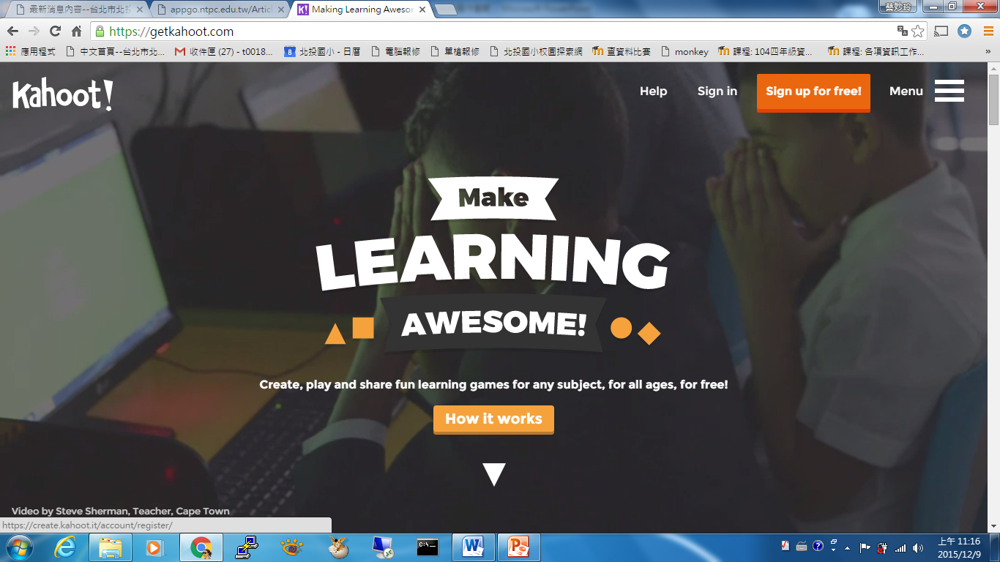 最新消息內容--台北市北投
appgo.ntpc.edu.tw/Articl
Making Learning Aweso
蔡妙玲
https://getkahoot.com
應用程式
中文首頁--台北市北...
收件匣 (27) - t0018...
8
北投國小 - 日曆
電腦報修
單槍報修
北投國小校園探索網
查資料比賽
monkey
課程: 104四年級資...
課程: 各項資訊工作...
»
Kahoot!
Help
Sign in
Sign up for free!
Menu
Make
LEARNING
AWESOME!
Create, play and share fun learning games for any subject, for all ages, for free!
How it works
Video by Steve Sherman, Teacher, Cape Town
https://create.kahoot.it/account/register/
上午 11:16
2015/12/9